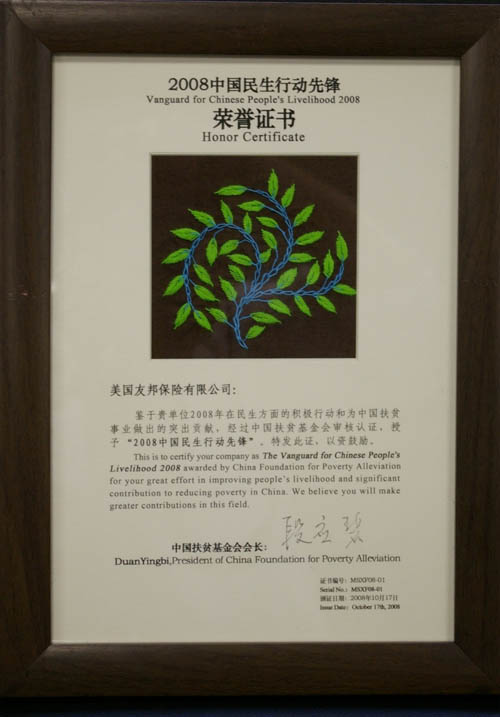 2008中国民生行动先锋
Vanguard for Chinese People's Livelihood 2008
荣誉证书
Honor Certificate
美国友邦保险有限公司：
鉴于贵单位2008年在民生方面的积极行动和为中国扶贫
事业做出的突出贡献，经过中国扶贫基金会审核认证，授
予“2008中国民生行动先锋”。特发此证，以资鼓励。
This is to certify your company as The Vanguard for Chinese People's
Livelihood 2008 awarded by China Foundation for Poverty Alleviation
for your great effort in improving people's livelihood and significant
contribution to reducing poverty in China. We believe you will make
greater contributions in this field.
中国扶贫基金会会长：段应碧
DuanYingbi,President of China Foundation for Poverty Alleviation
证书编号：MSXF08-01
Serial No.：MSXF08-01
颁证日期：2008年10月17日
Issue Date：October 17th, 2008